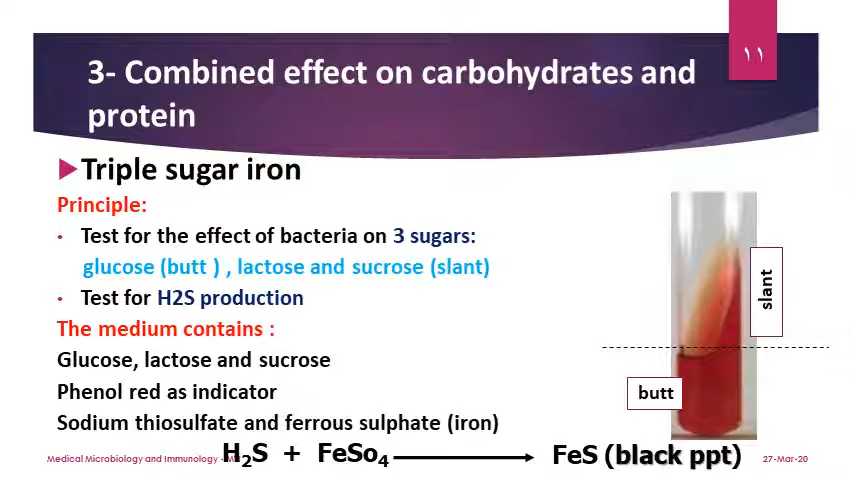 ١١
3- Combined effect on carbohydrates and
protein
Triple sugar iron
Principle:
• Test for the effect of bacteria on 3 sugars:
glucose (butt ) , lactose and sucrose (slant)
• Test for H2S production
The medium contains :
Glucose, lactose and sucrose
Phenol red as indicator
Sodium thiosulfate and ferrous sulphate (iron)
slant
butt
H₂S + FeSo₄ FeS (black ppt)
Medical Microbiology and Immunology - 27-Mar-20